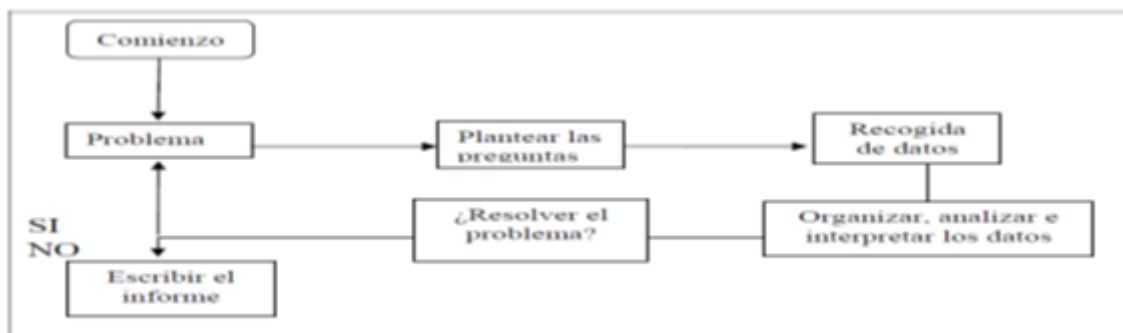 Comienzo
Problema
Plantear las
preguntas
Recogida
de datos
Organizar, analizar e
interpretar los datos
¿Resolver el
problema?
SI
NO
Escribir el
informe